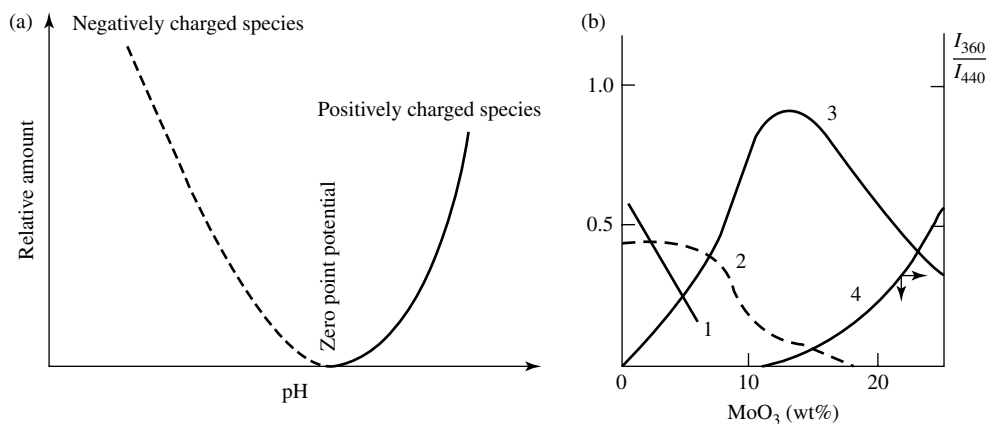 (a)
Negatively charged species
Positively charged species
Relative amount
Zero point potential
pH
(b)
I₃₆₀
I₄₄₀
1.0
0.5
3
2
4
1
0
10
20
MoO₃ (wt%)